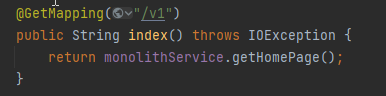 @GetMapping("/v1")
public String index() throws IOException {
    return monolithService.getHomePage();
}